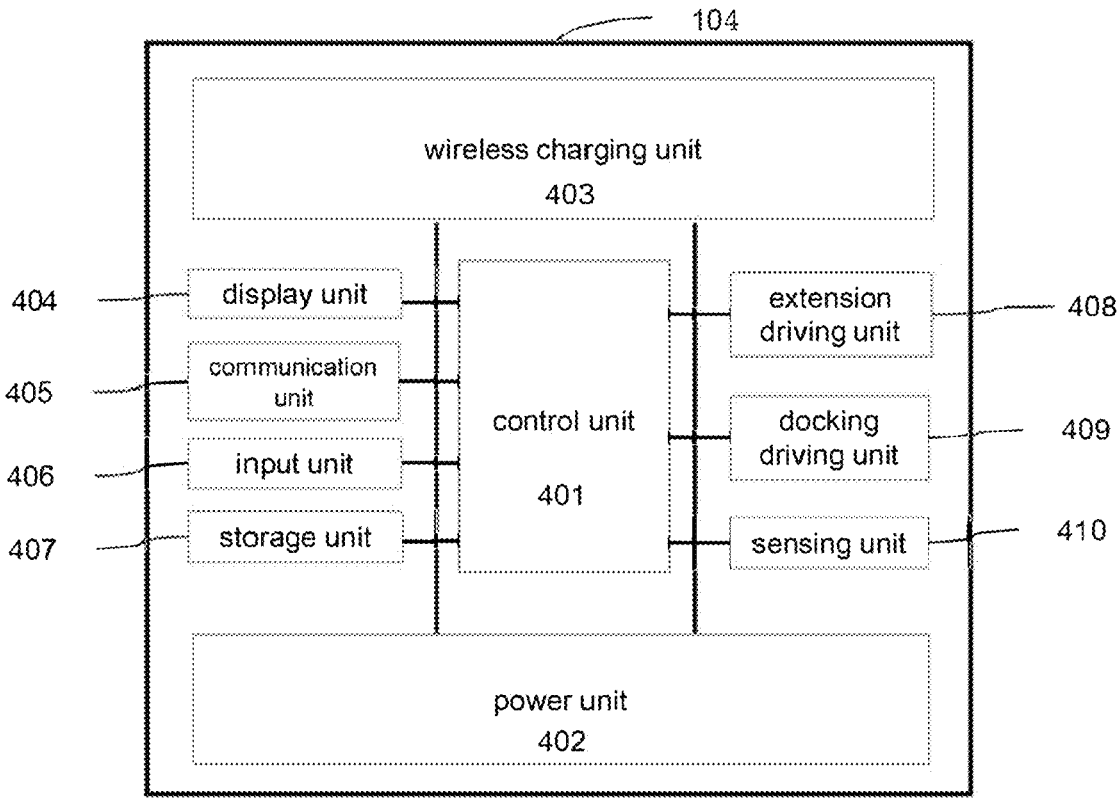 104
wireless charging unit
403
404
display unit
405
communication
unit
406
input unit
407
storage unit
control unit
401
extension
driving unit
408
docking
driving unit
409
sensing unit
410
power unit
402